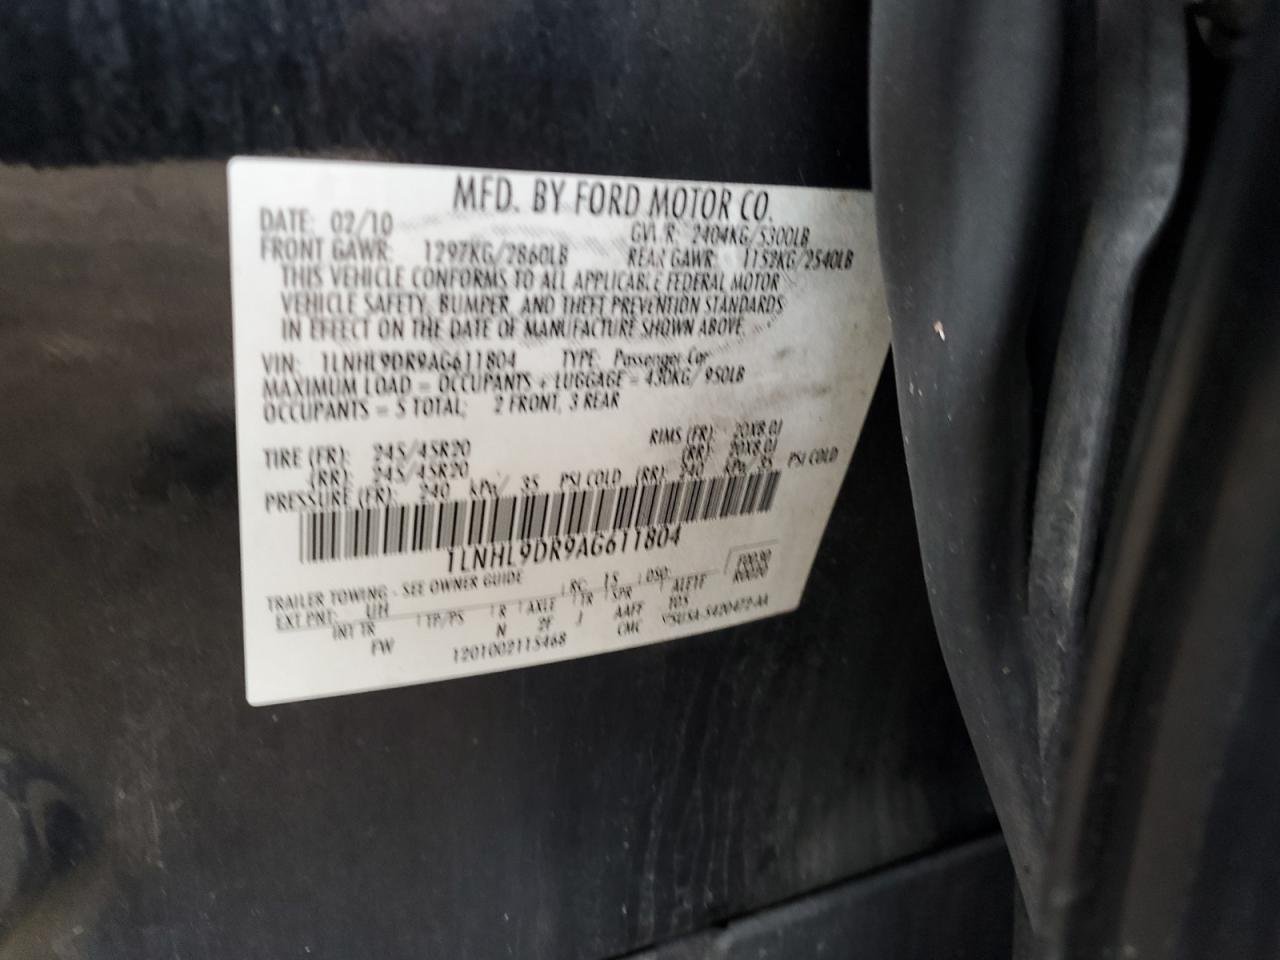 MFD. BY FORD MOTOR CO.
DATE: 02/10 GVWR: 2404KG/5300LB
FRONT GAWR: 1297KG/2860LB REAR GAWR: 1152KG/2540LB
THIS VEHICLE CONFORMS TO ALL APPLICABLE FEDERAL MOTOR
VEHICLE SAFETY, BUMPER, AND THEFT PREVENTION STANDARDS
IN EFFECT ON THE DATE OF MANUFACTURE SHOWN ABOVE.
VIN: 1LNHL9DR9AG611804 TYPE: Passenger Car
MAXIMUM LOAD = OCCUPANTS + LUGGAGE = 430KG/ 950LB
OCCUPANTS = 5 TOTAL; 2 FRONT, 3 REAR
TIRE (FR): 245/45R20 RIMS (FR): 20X8.0J
(RR): 245/45R20 (RR): 20X8.0J
PRESSURE (FR): 240 kPa/ 35 PSI COLD (RR): 240 kPa/ 35 PSI COLD
1LNHL9DR9AG611804
TRAILER TOWING - SEE OWNER GUIDE
EXT PNT: UH RC: 15 DSO:
INT TR TP/PS R AXLE TR SPR
FW N 2F J AAFF
1201002115468 CMC